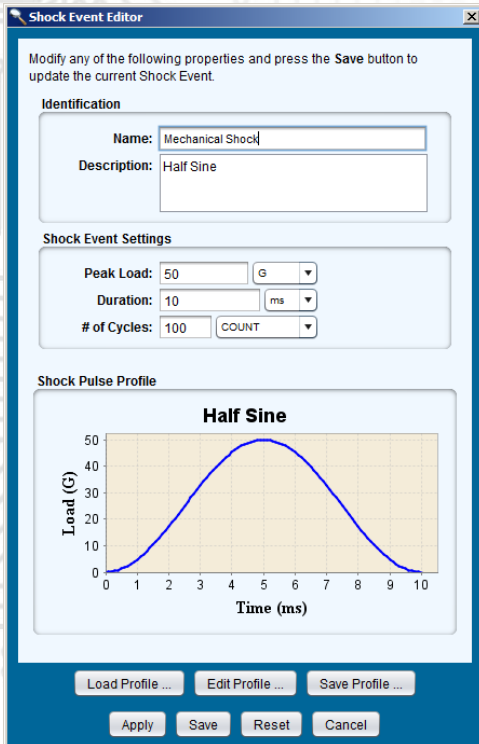 Shock Event Editor
Modify any of the following properties and press the Save button to
update the current Shock Event.
Identification
Name: Mechanical Shock
Description: Half Sine
Shock Event Settings
Peak Load: 50 G
Duration: 10 ms
# of Cycles: 100 COUNT
Shock Pulse Profile
Half Sine
50
40
30
20
10
0
Load (G)
0 1 2 3 4 5 6 7 8 9 10
Time (ms)
Load Profile ... Edit Profile ... Save Profile ...
Apply Save Reset Cancel